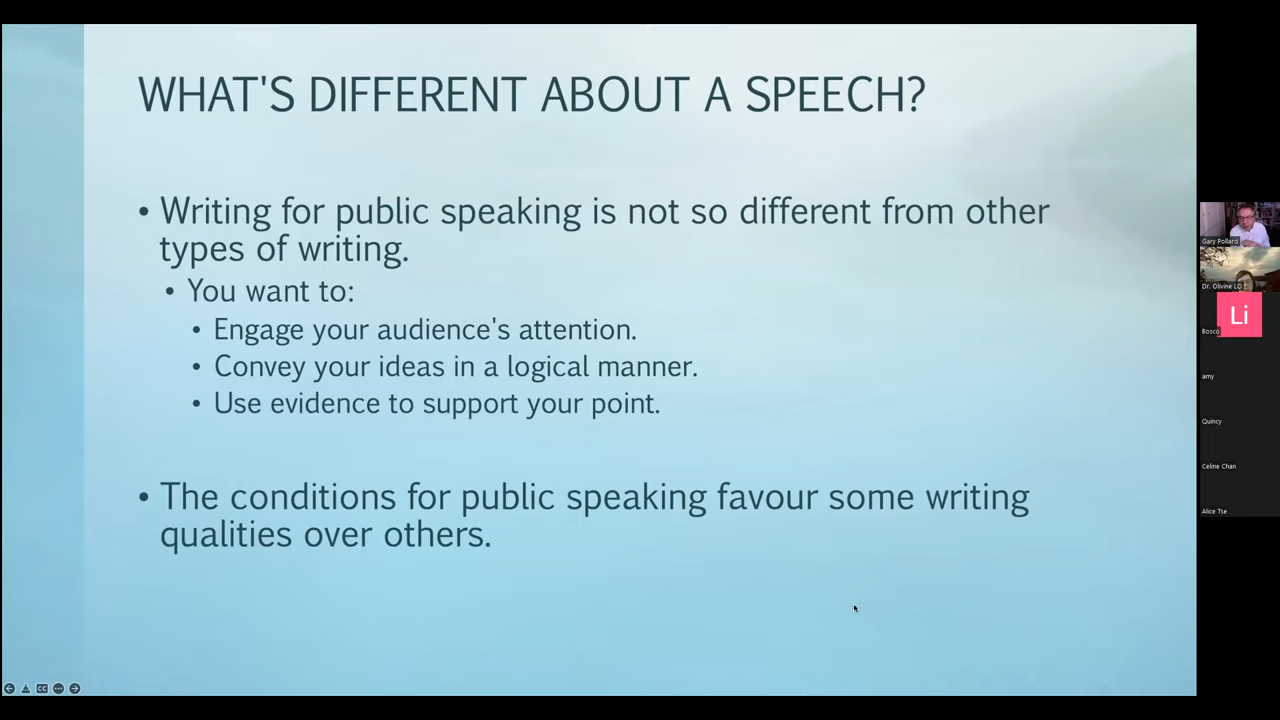 WHAT'S DIFFERENT ABOUT A SPEECH?
• Writing for public speaking is not so different from other
types of writing.
• You want to:
• Engage your audience's attention.
• Convey your ideas in a logical manner.
• Use evidence to support your point.
• The conditions for public speaking favour some writing
qualities over others.
Gary Pollard
Dr. Olivine LO
Li
Bosco
amy
Quincy
Celine Chan
Alice Tse